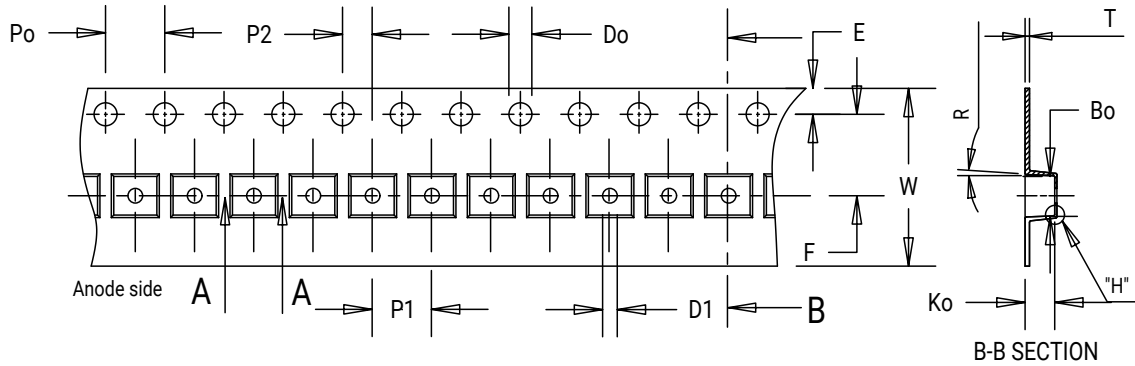 Po
P2
Do
E
T
R
Bo
W
F
Anode side
A
A
P1
D1
B
Ko
"H"
B-B SECTION